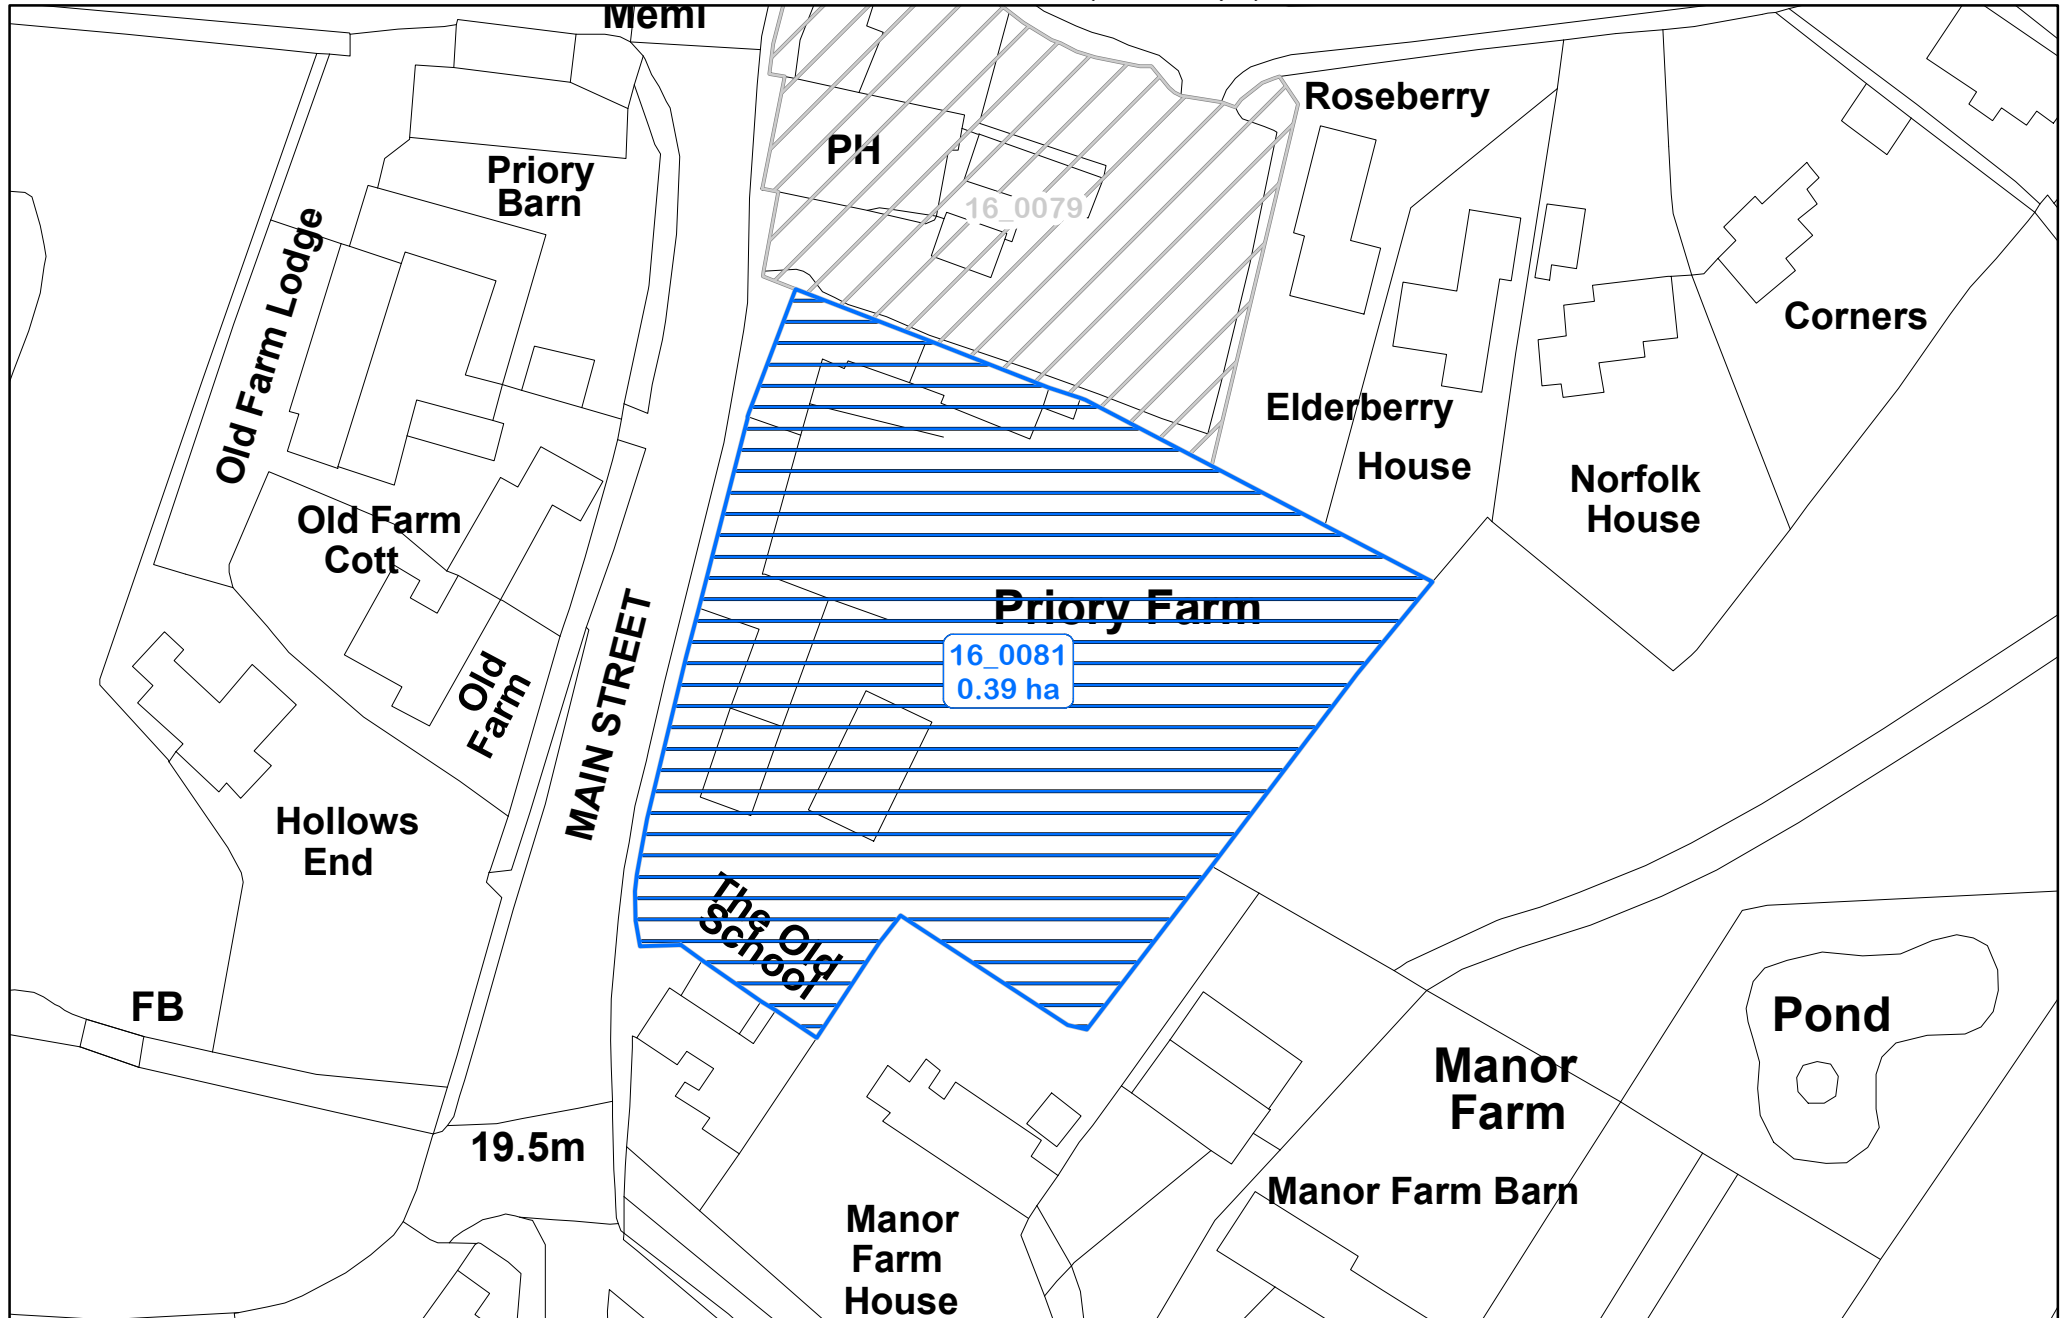 Meml
Roseberry
PH
Priory
Barn
16_0079
Old Farm Lodge
Corners
Elderberry
House
Norfolk
House
Old Farm
Cott
Priory Farm
16_0081
0.39 ha
MAIN STREET
Old
Farm
Hollows
End
The Old
School
FB
Pond
Manor
Farm
19.5m
Manor Farm Barn
Manor
Farm
House